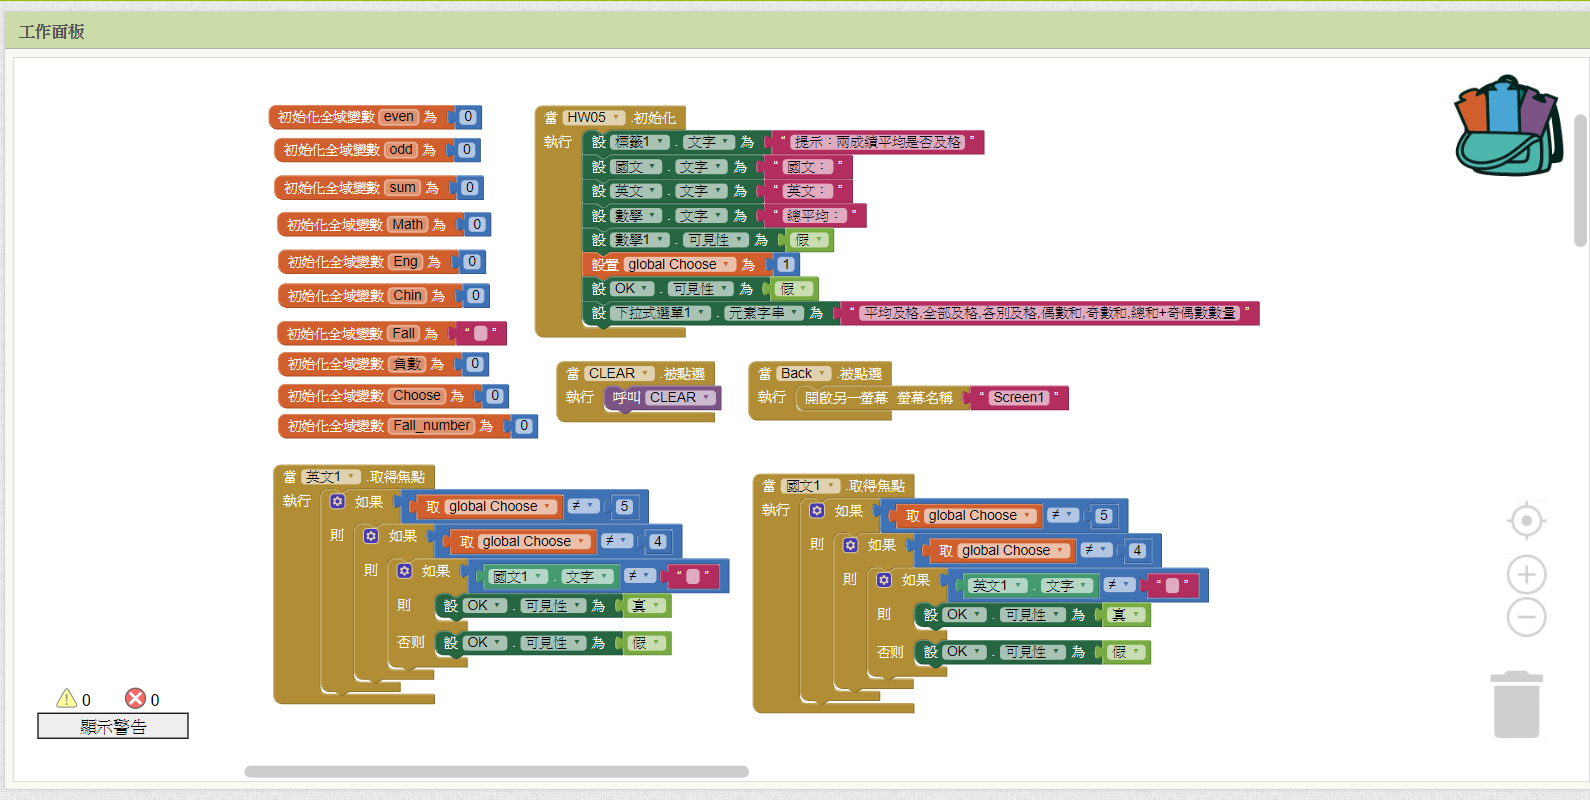 工作面板
初始化全域變數 even 為 0
初始化全域變數 odd 為 0
初始化全域變數 sum 為 0
初始化全域變數 Math 為 0
初始化全域變數 Eng 為 0
初始化全域變數 Chin 為 0
初始化全域變數 Fall 為 “ ”
初始化全域變數 負數 為 0
初始化全域變數 Choose 為 0
初始化全域變數 Fall_number 為 0
當 HW05 .初始化
執行 設 標籤1 . 文字 為 “ 提示：兩成績平均是否及格 ”
設 國文 . 文字 為 “ 國文： ”
設 英文 . 文字 為 “ 英文： ”
設 數學 . 文字 為 “ 總平均： ”
設 數學1 . 可見性 為 假
設置 global Choose 為 1
設 OK . 可見性 為 假
設 下拉式選單1 . 元素字串 為 “ 平均及格,全部及格,各別及格,偶數和,奇數和,總和+奇偶數數量 ”
當 CLEAR .被點選
執行 呼叫 CLEAR
當 Back .被點選
執行 開啟另一螢幕 螢幕名稱 “ Screen1 ”
當 英文1 .取得焦點
執行 如果 取 global Choose ≠ 5
則 如果 取 global Choose ≠ 4
則 如果 國文1 . 文字 ≠ “ ”
則 設 OK . 可見性 為 真
否則 設 OK . 可見性 為 假
當 國文1 .取得焦點
執行 如果 取 global Choose ≠ 5
則 如果 取 global Choose ≠ 4
則 如果 英文1 . 文字 ≠ “ ”
則 設 OK . 可見性 為 真
否則 設 OK . 可見性 為 假
0 0
顯示警告